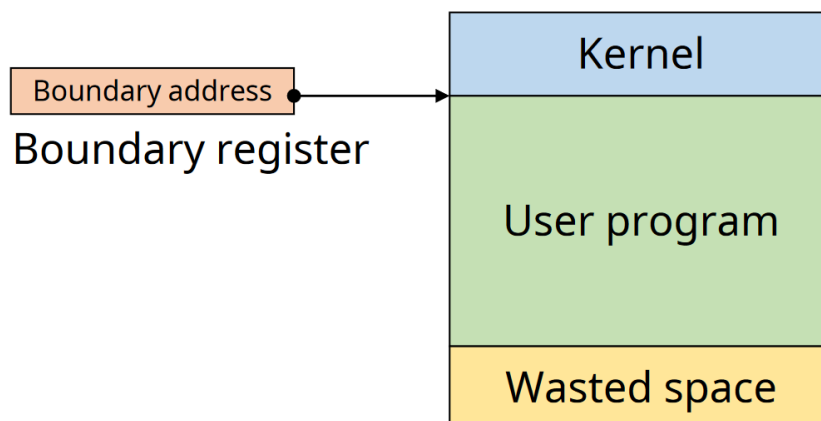 Kernel
Boundary address
Boundary register
User program
Wasted space